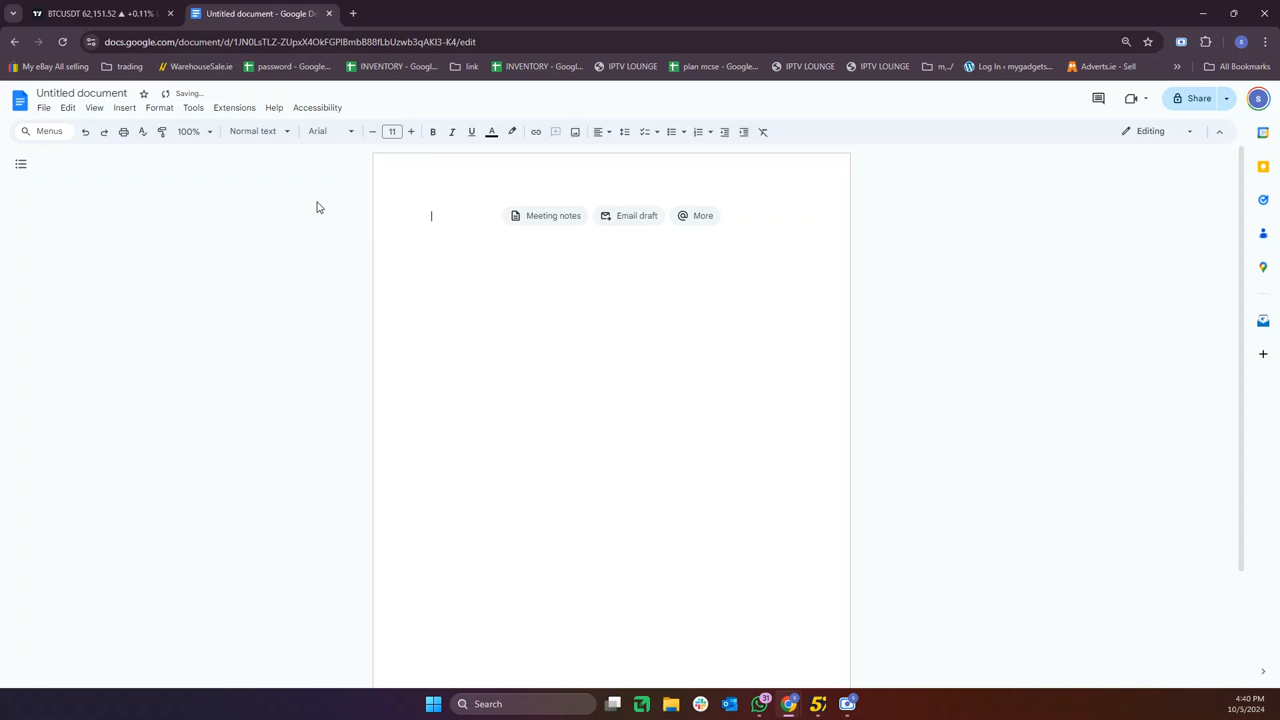 BTCUSDT 62,151.52 ▲ +0.11%
Untitled document - Google Do
docs.google.com/document/d/1JN0LsTLZ-ZUpxX4OkFGPIBmbB88fLbUzwb3qAKI3-K4/edit
My eBay All selling
trading
WarehouseSale.ie
password - Google...
INVENTORY - Googl...
link
INVENTORY - Googl...
IPTV LOUNGE
plan mcse - Google...
IPTV LOUNGE
IPTV LOUNGE
m,../
Log In ‹ mygadgets...
Adverts.ie - Sell
»
All Bookmarks
Untitled document
Saving...
File Edit View Insert Format Tools Extensions Help Accessibility
Share
S
Menus
100%
Normal text
Arial
11
B I U A
Editing
Meeting notes
Email draft
More
Search
31
4:40 PM
10/5/2024